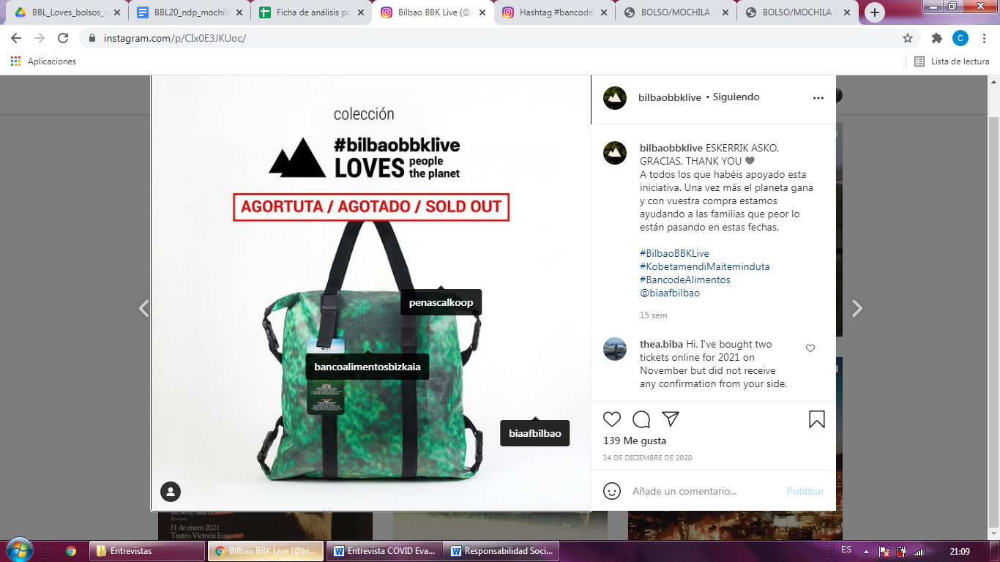 BBL_Loves_bolsos_v
BBL20_ndp_mochila
Ficha de análisis pu
Bilbao BBK Live (@b
Hashtag #bancode
BOLSO/MOCHILA -
BOLSO/MOCHILA -
instagram.com/p/CIx0E3JKUoc/
C
Aplicaciones
Lista de lectura
colección
#bilbaobbklive
LOVES people
the planet
AGORTUTA / AGOTADO / SOLD OUT
penascalkoop
bancoalimentosbizkaia
biaafbilbao
Barcelona
31 de enero 2021
Teatro Victoria Eugenia
bilbaobbklive • Siguiendo
bilbaobbklive ESKERRIK ASKO,
GRACIAS, THANK YOU 🖤
A todos los que habéis apoyado esta
iniciativa. Una vez más el planeta gana
y con vuestra compra estamos
ayudando a las familias que peor lo
están pasando en estas fechas.
#BilbaoBBKLive
#KobetamendiMaiteminduta
#BancodeAlimentos
@biaafbilbao
15 sem
thea.biba Hi, I've bought two
tickets online for 2021 on
November but did not receive
any confirmation from your side.
139 Me gusta
14 DE DICIEMBRE DE 2020
Añade un comentario... Publicar
Entrevistas
Bilbao BBK Live (@bi...
Entrevista COVID Eva...
Responsabilidad Soci...
ES
21:09